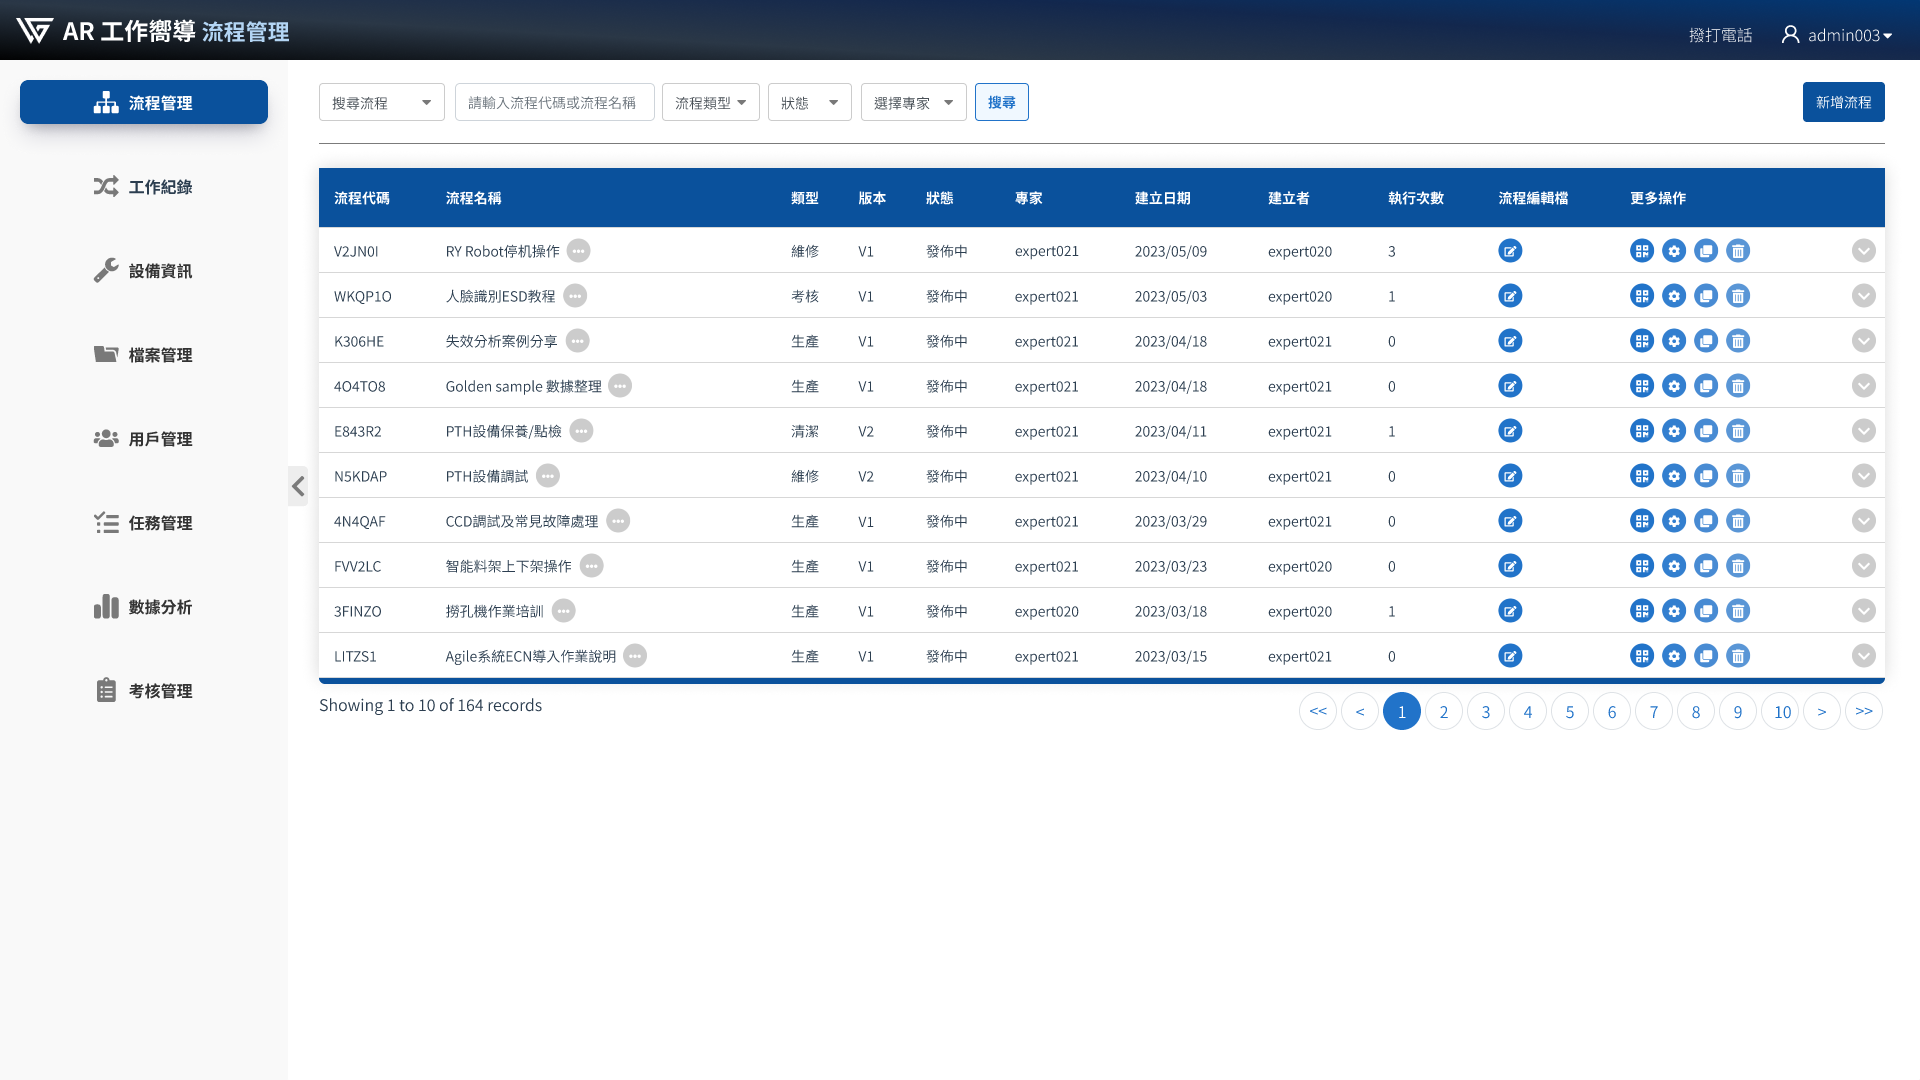 AR 工作嚮導 流程管理
撥打電話 admin003
流程管理
工作紀錄
設備資訊
檔案管理
用戶管理
任務管理
數據分析
考核管理
搜尋流程 請輸入流程代碼或流程名稱 流程類型 狀態 選擇專家 搜尋 新增流程
流程代碼 流程名稱 類型 版本 狀態 專家 建立日期 建立者 執行次數 流程編輯檔 更多操作
V2JN0I RY Robot停机操作 維修 V1 發佈中 expert021 2023/05/09 expert020 3
WKQP1O 人臉識別ESD教程 考核 V1 發佈中 expert021 2023/05/03 expert020 1
K306HE 失效分析案例分享 生產 V1 發佈中 expert021 2023/04/18 expert021 0
4O4TO8 Golden sample 數據整理 生產 V1 發佈中 expert021 2023/04/18 expert021 0
E843R2 PTH設備保養/點檢 清潔 V2 發佈中 expert021 2023/04/11 expert021 1
N5KDAP PTH設備調試 維修 V2 發佈中 expert021 2023/04/10 expert021 0
4N4QAF CCD調試及常見故障處理 生產 V1 發佈中 expert021 2023/03/29 expert021 0
FVV2LC 智能料架上下架操作 生產 V1 發佈中 expert021 2023/03/23 expert020 0
3FINZO 撈孔機作業培訓 生產 V1 發佈中 expert020 2023/03/18 expert020 1
LITZS1 Agile系統ECN導入作業說明 生產 V1 發佈中 expert021 2023/03/15 expert021 0
Showing 1 to 10 of 164 records
<< < 1 2 3 4 5 6 7 8 9 10 > >>